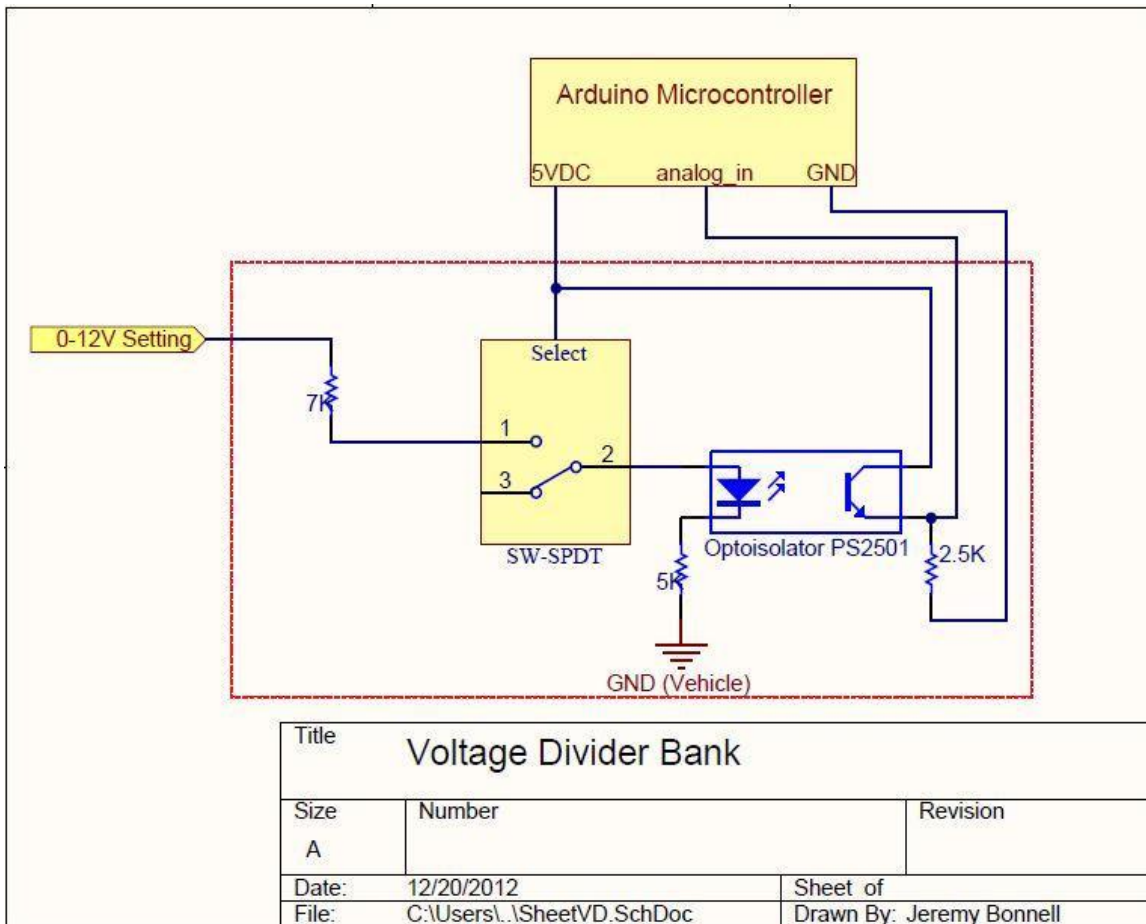 Arduino Microcontroller
5VDC analog_in GND
0-12V Setting
Select
7K
1
2
3
SW-SPDT
Optoisolator PS2501
2.5K
5K
GND (Vehicle)
Title
Voltage Divider Bank
Size Number Revision
A
Date: 12/20/2012 Sheet of
File: C:\Users\..\SheetVD.SchDoc Drawn By: Jeremy Bonnell